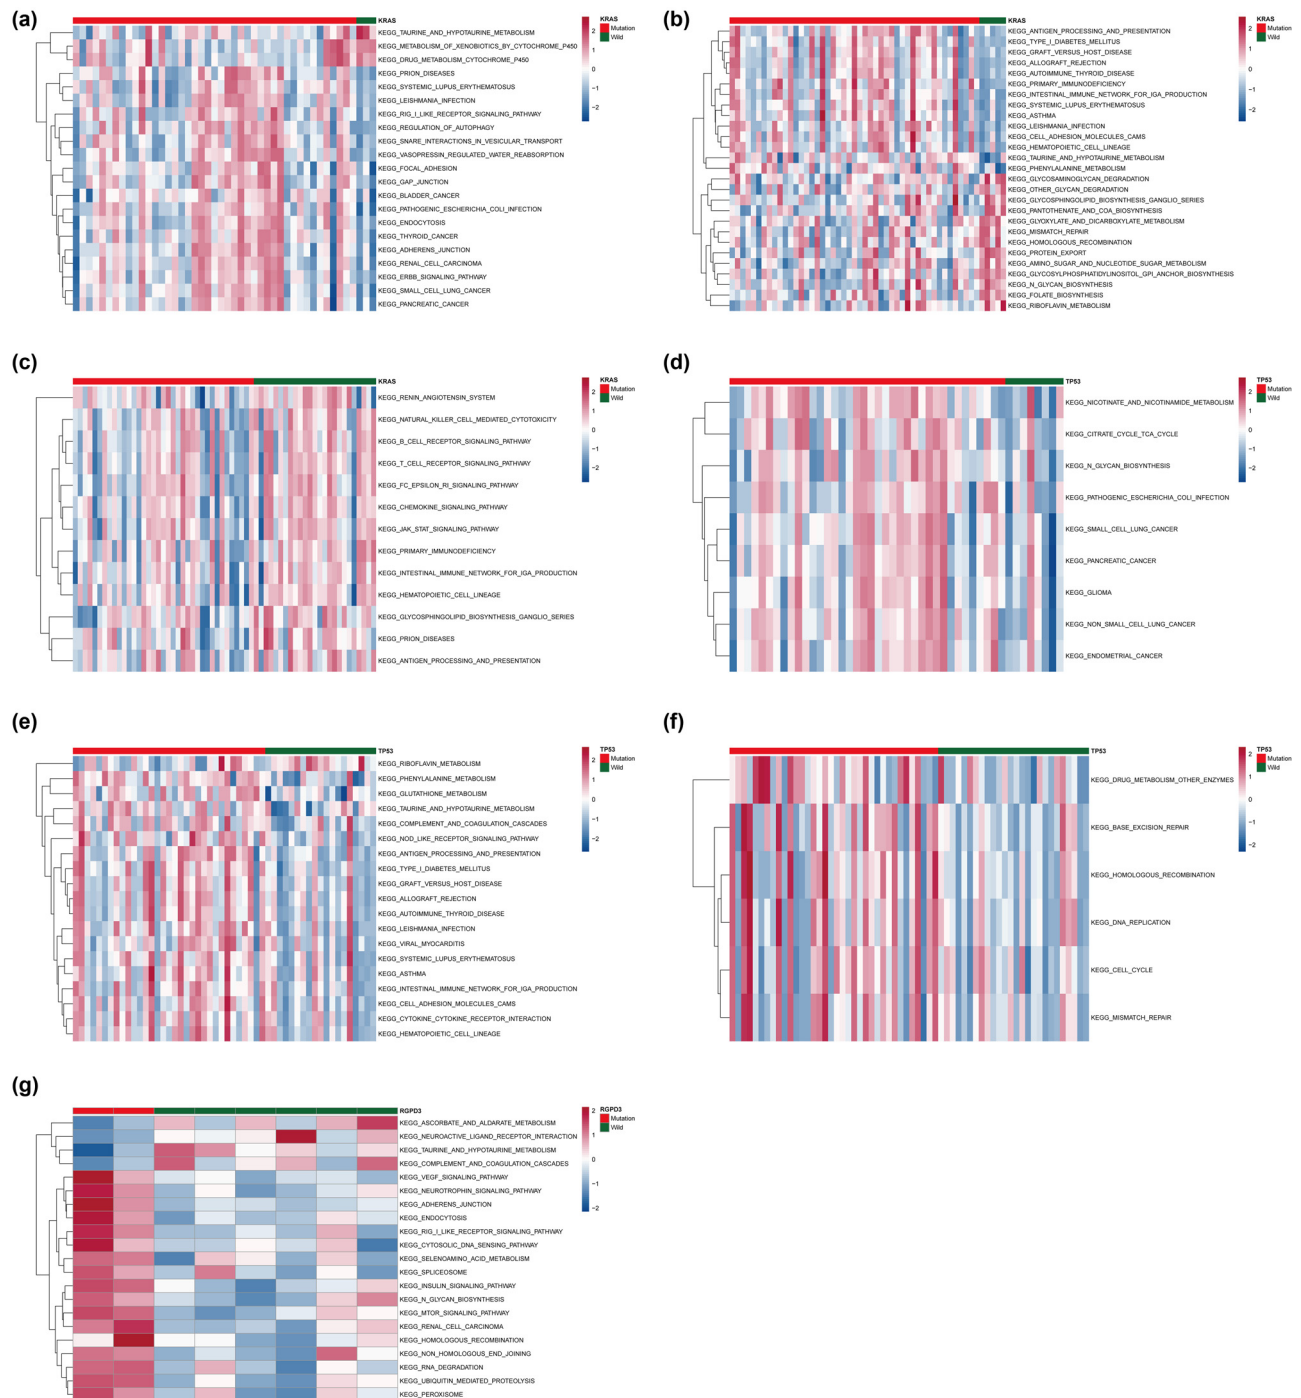 (a)
KRAS
KEGG_TAURINE_AND_HYPOTAURINE_METABOLISM
KEGG_METABOLISM_OF_XENOBIOTICS_BY_CYTOCHROME_P450
KEGG_DRUG_METABOLISM_CYTOCHROME_P450
KEGG_PRION_DISEASES
KEGG_SYSTEMIC_LUPUS_ERYTHEMATOSUS
KEGG_LEISHMANIA_INFECTION
KEGG_RIG_I_LIKE_RECEPTOR_SIGNALING_PATHWAY
KEGG_REGULATION_OF_AUTOPHAGY
KEGG_SNARE_INTERACTIONS_IN_VESICULAR_TRANSPORT
KEGG_VASOPRESSIN_REGULATED_WATER_REABSORPTION
KEGG_FOCAL_ADHESION
KEGG_GAP_JUNCTION
KEGG_BLADDER_CANCER
KEGG_PATHOGENIC_ESCHERICHIA_COLI_INFECTION
KEGG_ENDOCYTOSIS
KEGG_THYROID_CANCER
KEGG_ADHERENS_JUNCTION
KEGG_RENAL_CELL_CARCINOMA
KEGG_ERBB_SIGNALING_PATHWAY
KEGG_SMALL_CELL_LUNG_CANCER
KEGG_PANCREATIC_CANCER
2
1
0
−1
−2
KRAS
Mutation
Wild
(b)
KRAS
KEGG_ANTIGEN_PROCESSING_AND_PRESENTATION
KEGG_TYPE_I_DIABETES_MELLITUS
KEGG_GRAFT_VERSUS_HOST_DISEASE
KEGG_ALLOGRAFT_REJECTION
KEGG_AUTOIMMUNE_THYROID_DISEASE
KEGG_PRIMARY_IMMUNODEFICIENCY
KEGG_INTESTINAL_IMMUNE_NETWORK_FOR_IGA_PRODUCTION
KEGG_SYSTEMIC_LUPUS_ERYTHEMATOSUS
KEGG_ASTHMA
KEGG_LEISHMANIA_INFECTION
KEGG_CELL_ADHESION_MOLECULES_CAMS
KEGG_HEMATOPOIETIC_CELL_LINEAGE
KEGG_TAURINE_AND_HYPOTAURINE_METABOLISM
KEGG_PHENYLALANINE_METABOLISM
KEGG_GLYCOSAMINOGLYCAN_DEGRADATION
KEGG_OTHER_GLYCAN_DEGRADATION
KEGG_GLYCOSPHINGOLIPID_BIOSYNTHESIS_GANGLIO_SERIES
KEGG_PANTOTHENATE_AND_COA_BIOSYNTHESIS
KEGG_GLYOXYLATE_AND_DICARBOXYLATE_METABOLISM
KEGG_MISMATCH_REPAIR
KEGG_HOMOLOGOUS_RECOMBINATION
KEGG_PROTEIN_EXPORT
KEGG_AMINO_SUGAR_AND_NUCLEOTIDE_SUGAR_METABOLISM
KEGG_GLYCOSYLPHOSPHATIDYLINOSITOL_GPI_ANCHOR_BIOSYNTHESIS
KEGG_N_GLYCAN_BIOSYNTHESIS
KEGG_FOLATE_BIOSYNTHESIS
KEGG_RIBOFLAVIN_METABOLISM
2
1
0
−1
−2
KRAS
Mutation
Wild
(c)
KRAS
KEGG_RENIN_ANGIOTENSIN_SYSTEM
KEGG_NATURAL_KILLER_CELL_MEDIATED_CYTOTOXICITY
KEGG_B_CELL_RECEPTOR_SIGNALING_PATHWAY
KEGG_T_CELL_RECEPTOR_SIGNALING_PATHWAY
KEGG_FC_EPSILON_RI_SIGNALING_PATHWAY
KEGG_CHEMOKINE_SIGNALING_PATHWAY
KEGG_JAK_STAT_SIGNALING_PATHWAY
KEGG_PRIMARY_IMMUNODEFICIENCY
KEGG_INTESTINAL_IMMUNE_NETWORK_FOR_IGA_PRODUCTION
KEGG_HEMATOPOIETIC_CELL_LINEAGE
KEGG_GLYCOSPHINGOLIPID_BIOSYNTHESIS_GANGLIO_SERIES
KEGG_PRION_DISEASES
KEGG_ANTIGEN_PROCESSING_AND_PRESENTATION
2
1
0
−1
−2
KRAS
Mutation
Wild
(d)
TP53
KEGG_NICOTINATE_AND_NICOTINAMIDE_METABOLISM
KEGG_CITRATE_CYCLE_TCA_CYCLE
KEGG_N_GLYCAN_BIOSYNTHESIS
KEGG_PATHOGENIC_ESCHERICHIA_COLI_INFECTION
KEGG_SMALL_CELL_LUNG_CANCER
KEGG_PANCREATIC_CANCER
KEGG_GLIOMA
KEGG_NON_SMALL_CELL_LUNG_CANCER
KEGG_ENDOMETRIAL_CANCER
2
1
0
−1
−2
TP53
Mutation
Wild
(e)
TP53
KEGG_RIBOFLAVIN_METABOLISM
KEGG_PHENYLALANINE_METABOLISM
KEGG_GLUTATHIONE_METABOLISM
KEGG_TAURINE_AND_HYPOTAURINE_METABOLISM
KEGG_COMPLEMENT_AND_COAGULATION_CASCADES
KEGG_NOD_LIKE_RECEPTOR_SIGNALING_PATHWAY
KEGG_ANTIGEN_PROCESSING_AND_PRESENTATION
KEGG_TYPE_I_DIABETES_MELLITUS
KEGG_GRAFT_VERSUS_HOST_DISEASE
KEGG_ALLOGRAFT_REJECTION
KEGG_AUTOIMMUNE_THYROID_DISEASE
KEGG_LEISHMANIA_INFECTION
KEGG_VIRAL_MYOCARDITIS
KEGG_SYSTEMIC_LUPUS_ERYTHEMATOSUS
KEGG_ASTHMA
KEGG_INTESTINAL_IMMUNE_NETWORK_FOR_IGA_PRODUCTION
KEGG_CELL_ADHESION_MOLECULES_CAMS
KEGG_CYTOKINE_CYTOKINE_RECEPTOR_INTERACTION
KEGG_HEMATOPOIETIC_CELL_LINEAGE
2
1
0
−1
−2
TP53
Mutation
Wild
(f)
TP53
KEGG_DRUG_METABOLISM_OTHER_ENZYMES
KEGG_BASE_EXCISION_REPAIR
KEGG_HOMOLOGOUS_RECOMBINATION
KEGG_DNA_REPLICATION
KEGG_CELL_CYCLE
KEGG_MISMATCH_REPAIR
2
1
0
−1
−2
TP53
Mutation
Wild
(g)
RGPD3
KEGG_ASCORBATE_AND_ALDARATE_METABOLISM
KEGG_NEUROACTIVE_LIGAND_RECEPTOR_INTERACTION
KEGG_TAURINE_AND_HYPOTAURINE_METABOLISM
KEGG_COMPLEMENT_AND_COAGULATION_CASCADES
KEGG_VEGF_SIGNALING_PATHWAY
KEGG_NEUROTROPHIN_SIGNALING_PATHWAY
KEGG_ADHERENS_JUNCTION
KEGG_ENDOCYTOSIS
KEGG_RIG_I_LIKE_RECEPTOR_SIGNALING_PATHWAY
KEGG_CYTOSOLIC_DNA_SENSING_PATHWAY
KEGG_SELENOAMINO_ACID_METABOLISM
KEGG_SPLICEOSOME
KEGG_INSULIN_SIGNALING_PATHWAY
KEGG_N_GLYCAN_BIOSYNTHESIS
KEGG_MTOR_SIGNALING_PATHWAY
KEGG_RENAL_CELL_CARCINOMA
KEGG_HOMOLOGOUS_RECOMBINATION
KEGG_NON_HOMOLOGOUS_END_JOINING
KEGG_RNA_DEGRADATION
KEGG_UBIQUITIN_MEDIATED_PROTEOLYSIS
KEGG_PEROXISOME
2
1
0
−1
−2
RGPD3
Mutation
Wild